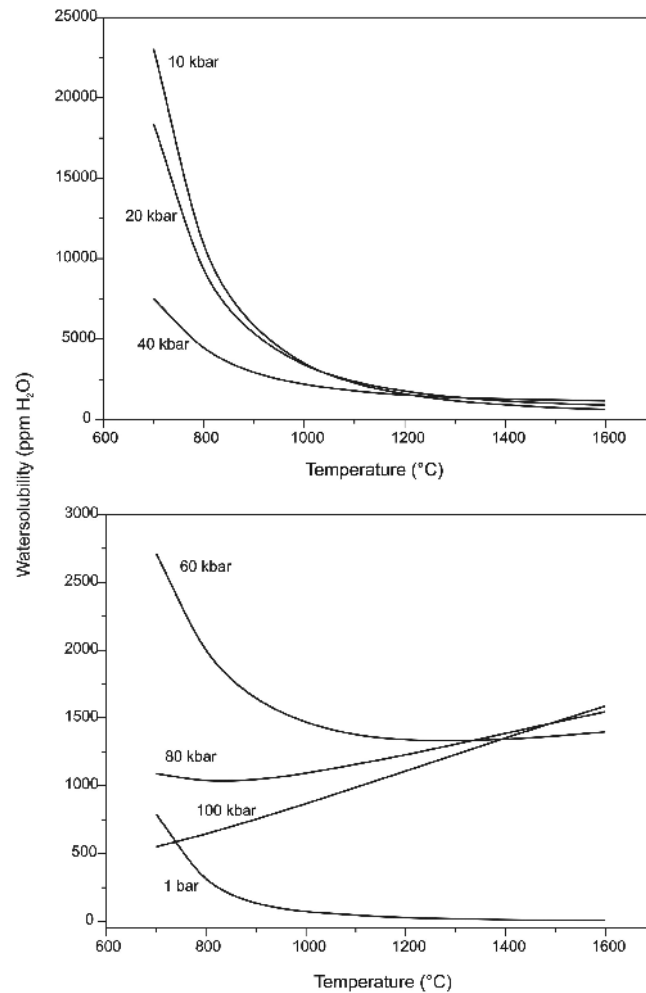 25000
20000
15000
10000
5000
0
10 kbar
20 kbar
40 kbar
600 800 1000 1200 1400 1600
Temperature (°C)
Watersolubility (ppm H₂O)
3000
2500
2000
1500
1000
500
0
60 kbar
80 kbar
100 kbar
1 bar
600 800 1000 1200 1400 1600
Temperature (°C)